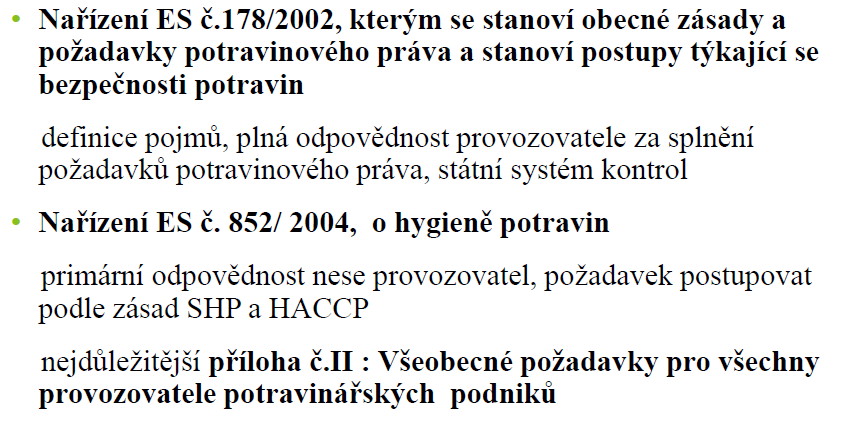 • Nařízení ES č.178/2002, kterým se stanoví obecné zásady a
požadavky potravinového práva a stanoví postupy týkající se
bezpečnosti potravin
definice pojmů, plná odpovědnost provozovatele za splnění
požadavků potravinového práva, státní systém kontrol
• Nařízení ES č. 852/ 2004,  o hygieně potravin
primární odpovědnost nese provozovatel, požadavek postupovat
podle zásad SHP a HACCP
nejdůležitější příloha č.II : Všeobecné požadavky pro všechny
provozovatele potravinářských  podniků